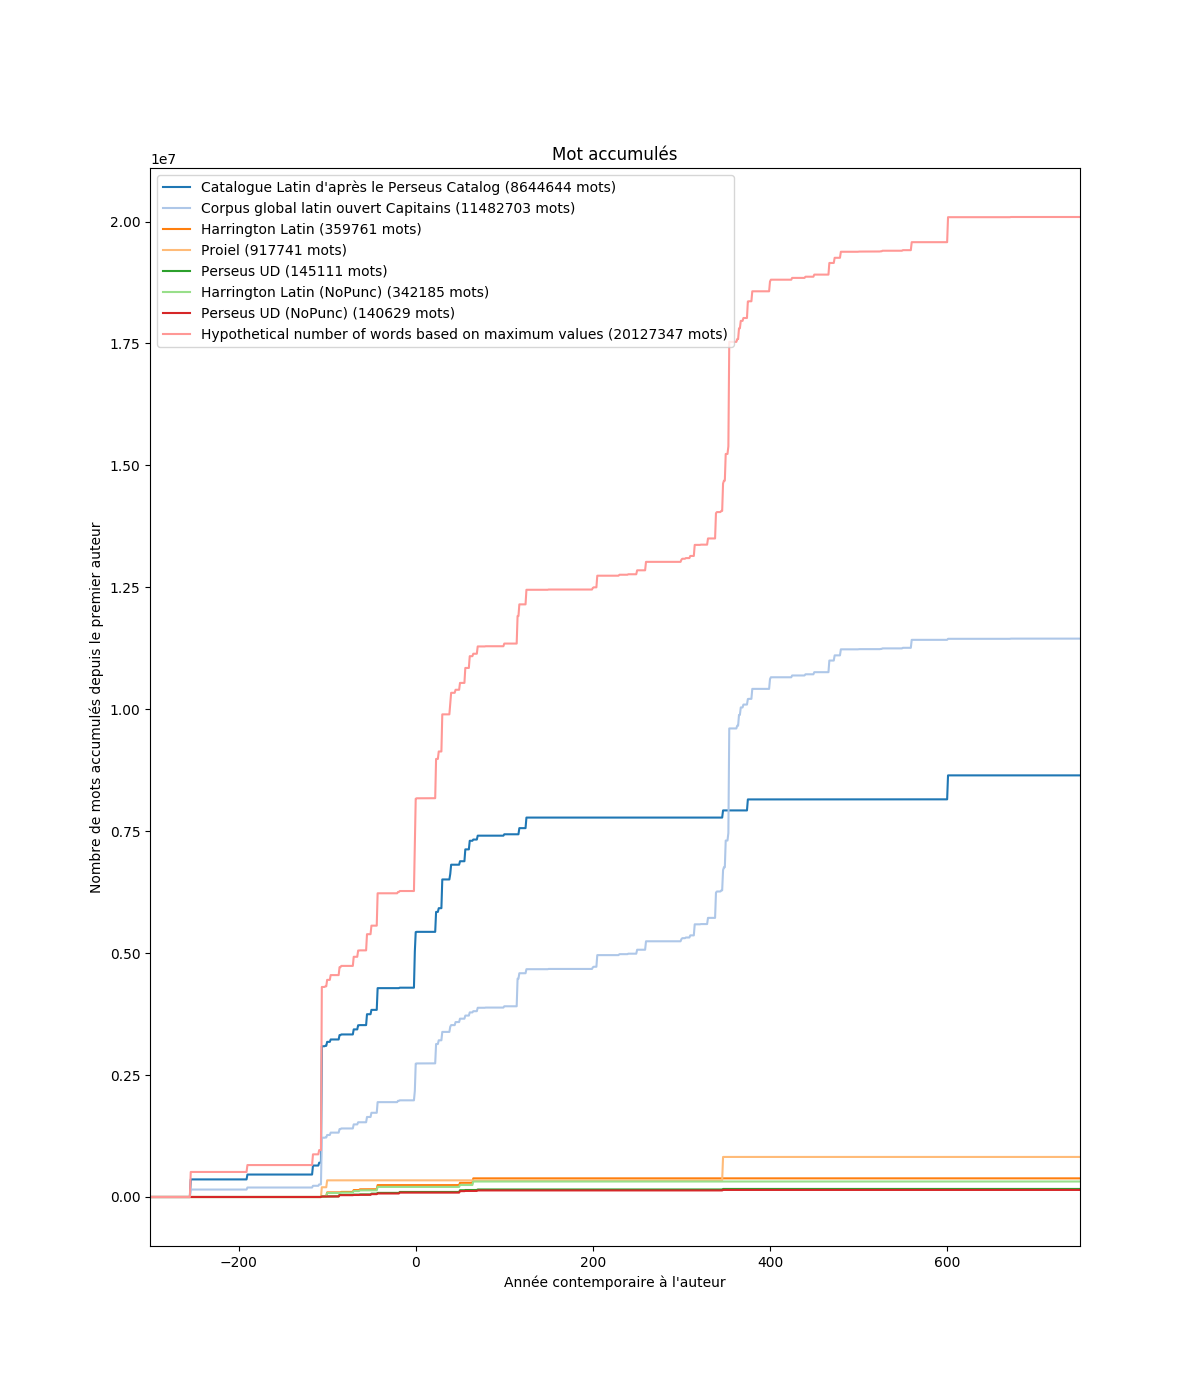 Mot accumulés
1e7
Catalogue Latin d'après le Perseus Catalog (8644644 mots)
Corpus global latin ouvert Capitains (11482703 mots)
Harrington Latin (359761 mots)
Proiel (917741 mots)
Perseus UD (145111 mots)
Harrington Latin (NoPunc) (342185 mots)
Perseus UD (NoPunc) (140629 mots)
Hypothetical number of words based on maximum values (20127347 mots)
2.00
1.75
1.50
1.25
1.00
0.75
0.50
0.25
0.00
Nombre de mots accumulés depuis le premier auteur
−200
0
200
400
600
Année contemporaire à l'auteur